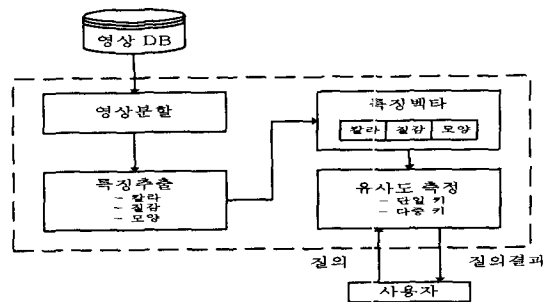 영상 DB
영상분할
특징추출
- 칼라
- 질감
- 모양
특징벡타
칼라 질감 모양
유사도 측정
- 단일 키
- 다중 키
질의
질의결과
사용자